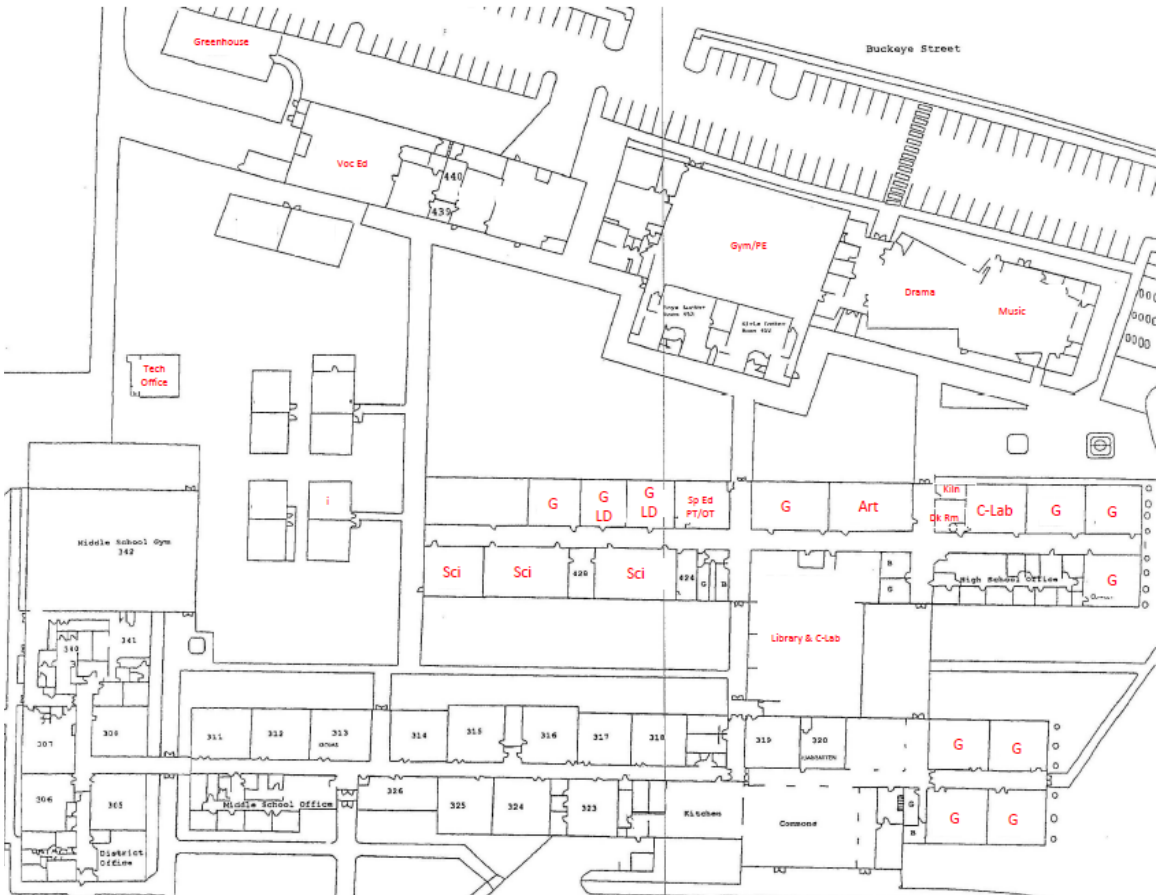 Greenhouse
Buckeye Street
Voc Ed
440
439
Gym/PE
Drama
Music
Room 452
Tech
Office
i
G
G
LD
G
LD
Sp Ed
PT/OT
G
Art
Kiln
Dk Rm
C-Lab
G
G
Middle School Gym
342
Sci
Sci
428
Sci
424
G
B
B
G
High School Office
G
Library & C-Lab
340
341
307
308
311
312
313
314
315
316
317
318
319
320
G
G
306
305
Middle School Office
326
325
324
323
Kitchen
Commons
G
B
G
G
District
Office